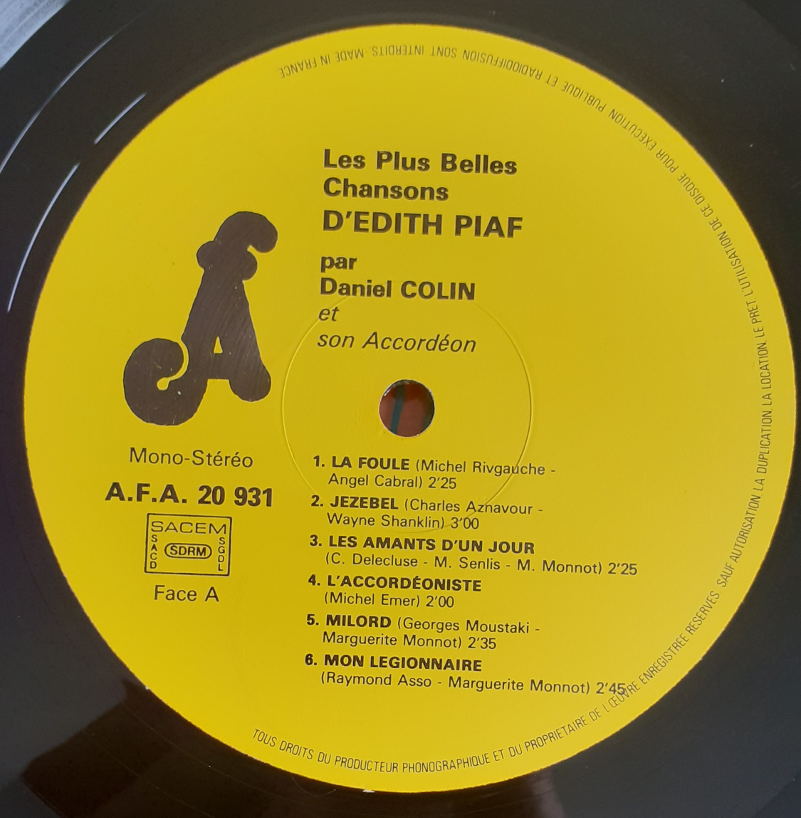 Les Plus Belles
Chansons
D'EDITH PIAF
par
Daniel COLIN
et
son Accordéon
fA
Mono-Stéréo
A.F.A. 20 931
SACEM
SACD
SDRM
SGDL
Face A
1. LA FOULE (Michel Rivgauche -
Angel Cabral) 2'25
2. JEZEBEL (Charles Aznavour -
Wayne Shanklin) 3'00
3. LES AMANTS D'UN JOUR
(C. Delecluse - M. Senlis - M. Monnot) 2'25
4. L'ACCORDÉONISTE
(Michel Emer) 2'00
5. MILORD (Georges Moustaki -
Marguerite Monnot) 2'35
6. MON LEGIONNAIRE
(Raymond Asso - Marguerite Monnot) 2'45
TOUS DROITS DU PRODUCTEUR PHONOGRAPHIQUE ET DU PROPRIETAIRE DE L'ŒUVRE ENREGISTREE RESERVES SAUF AUTORISATION LA DUPLICATION, LA LOCATION, LE PRET, L'UTILISATION DE CE DISQUE POUR EXECUTION PUBLIQUE ET RADIODIFFUSION SONT INTERDITS. MADE IN FRANCE